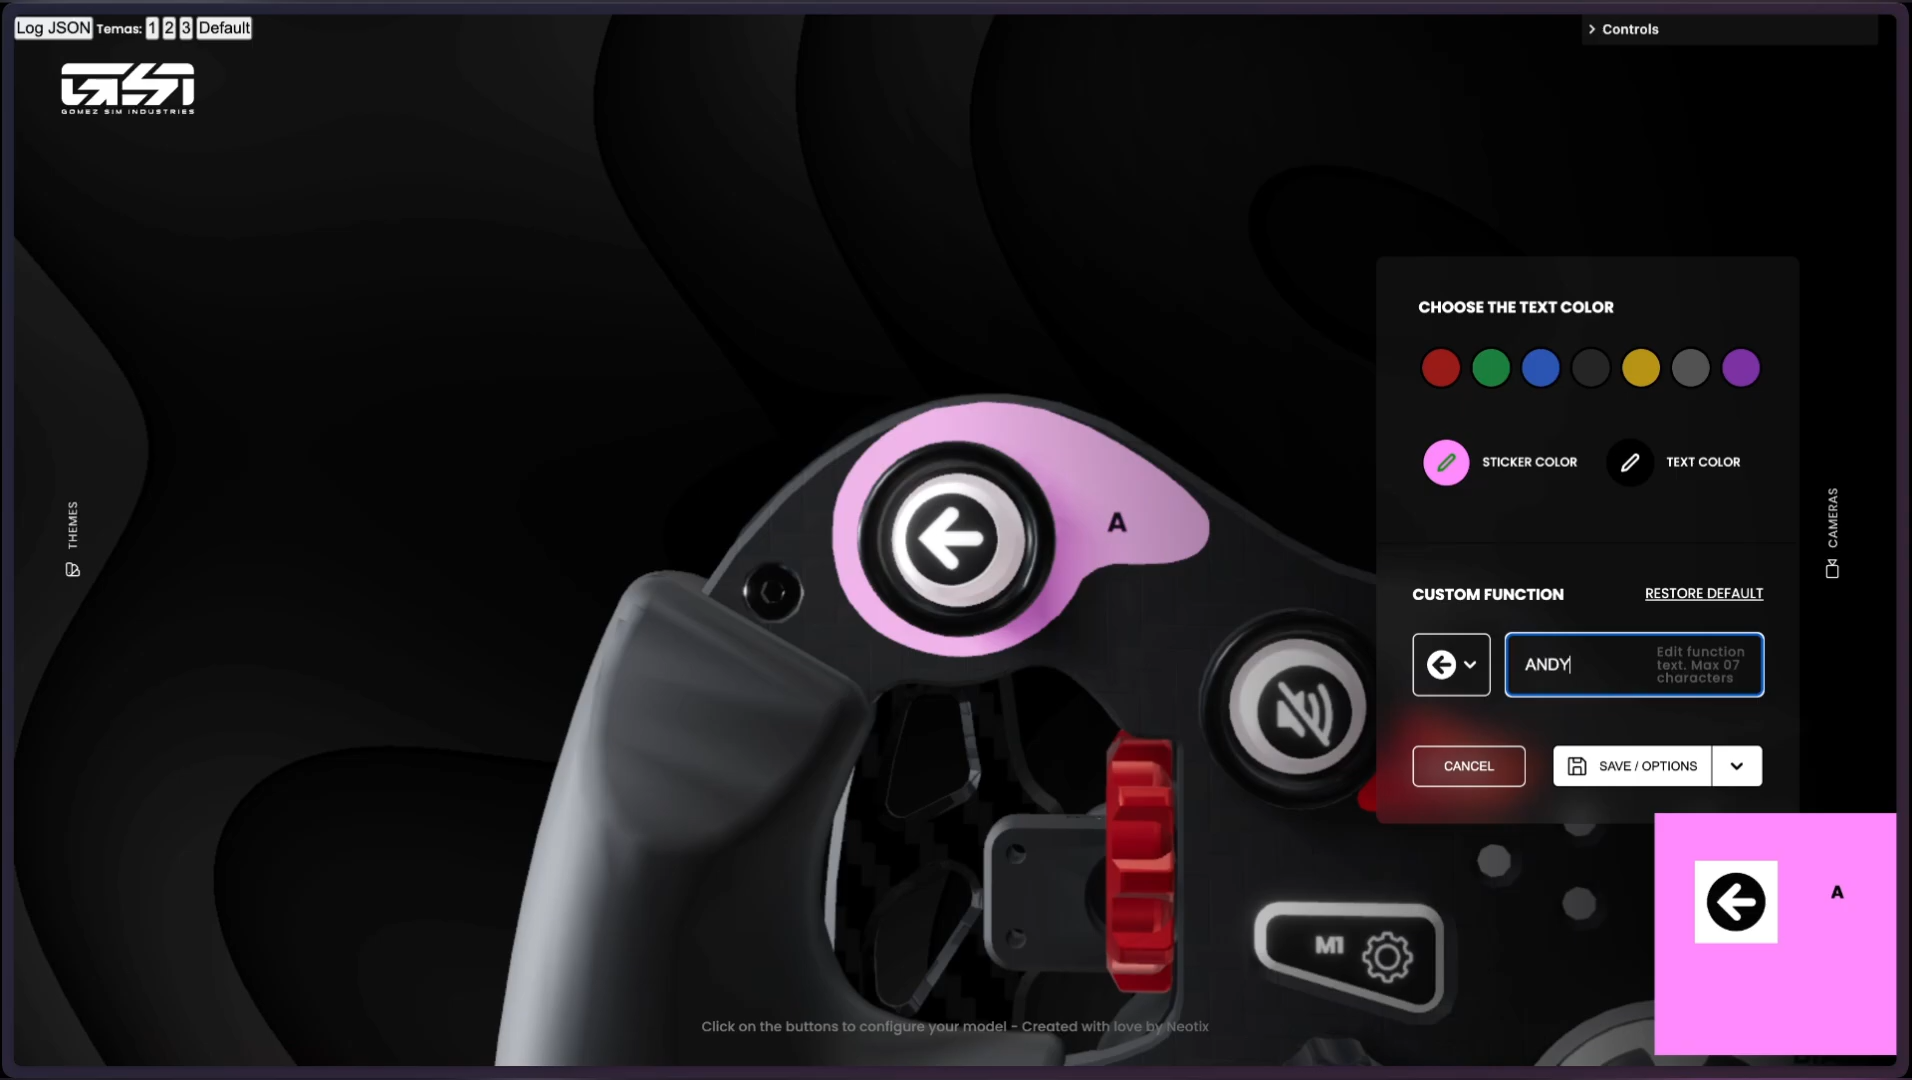 Log JSON Temas: 1 2 3 Default
> Controls
GSI
GOMEZ SIM INDUSTRIES
CHOOSE THE TEXT COLOR
STICKER COLOR
TEXT COLOR
THEMES
CAMERAS
A
CUSTOM FUNCTION
RESTORE DEFAULT
ANDY
Edit function
text. Max 07
characters
CANCEL
SAVE / OPTIONS
A
M1
Click on the buttons to configure your model - Created with love by Neotix